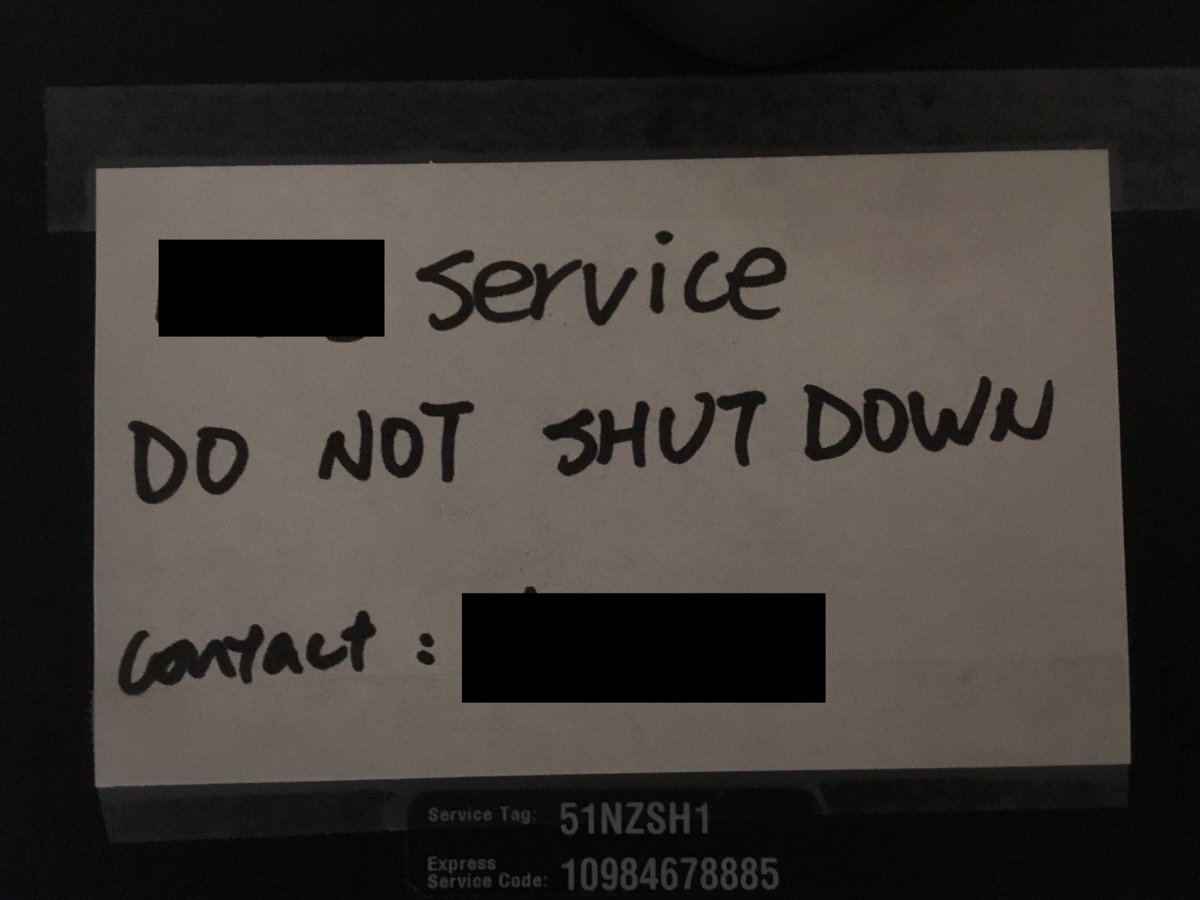 service
DO NOT SHUT DOWN
Contact :
Service Tag: 51NZSH1
Express
Service Code: 10984678885